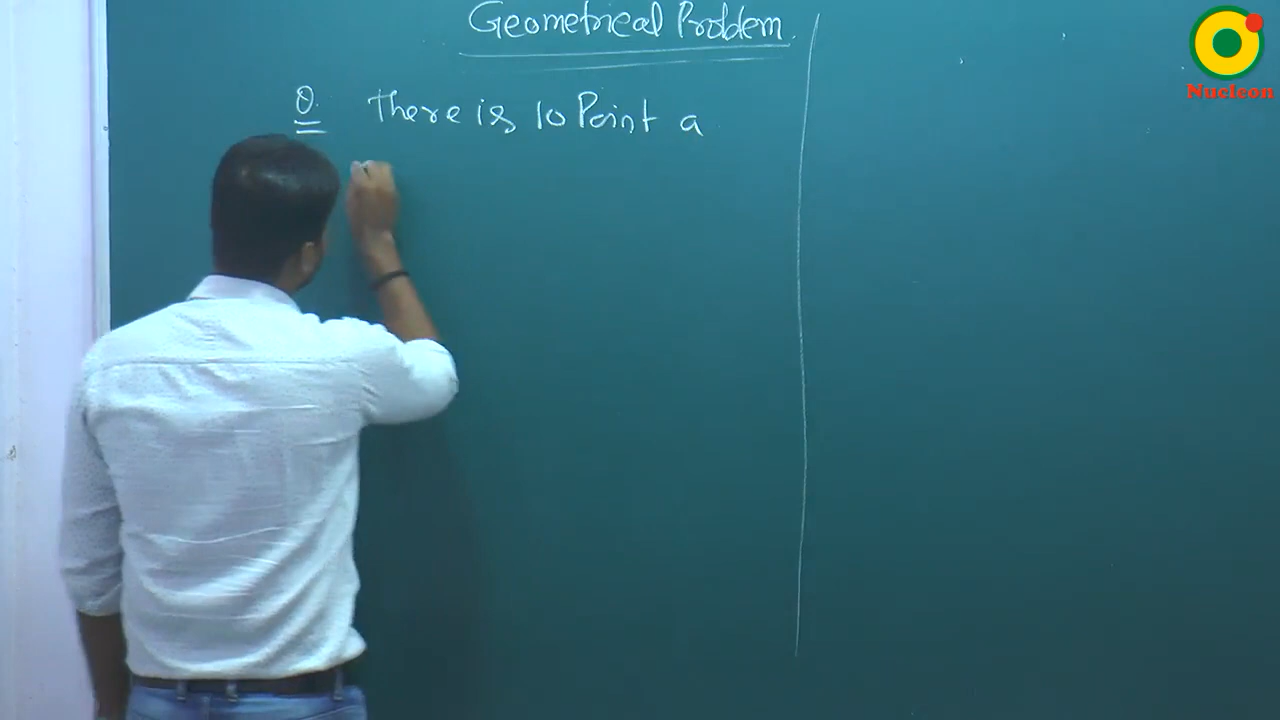 Geometrical Problem.
Q. There is 10 Point a
Nucleon